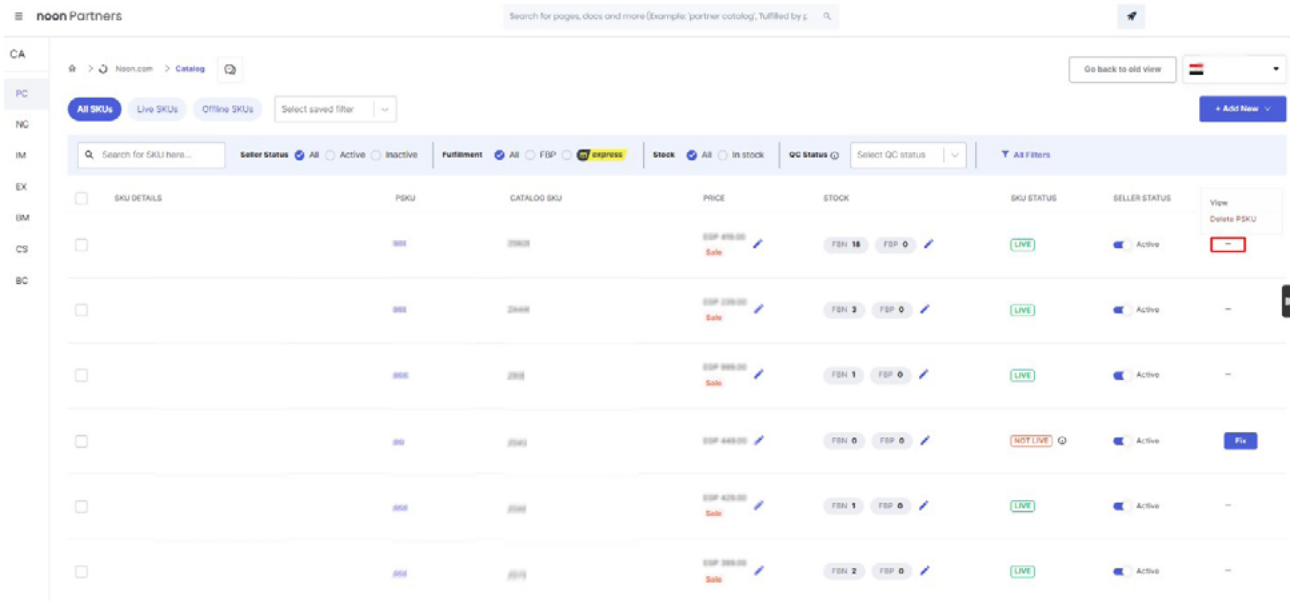 noon Partners
Search for pages, docs and more (Example: 'partner catalog', 'fulfilled by p
CA
Noon.com > Catalog
Go back to old view
PC
All SKUs Live SKUs Offline SKUs Select saved filter
+ Add New
NC
IM
Search for SKU here... Seller Status All Active Inactive Fulfillment All FBP express Stock All In stock QC Status Select QC status All Filters
EX
SKU DETAILS PSKU CATALOG SKU PRICE STOCK SKU STATUS SELLER STATUS
View
Delete PSKU
BM
CS
BC
Sale FBN 18 FBP 0 LIVE Active
Sale FBN 3 FBP 0 LIVE Active
Sale FBN 1 FBP 0 LIVE Active
FBN 0 FBP 0 NOT LIVE Active Fix
Sale FBN 1 FBP 0 LIVE Active
Sale FBN 2 FBP 0 LIVE Active